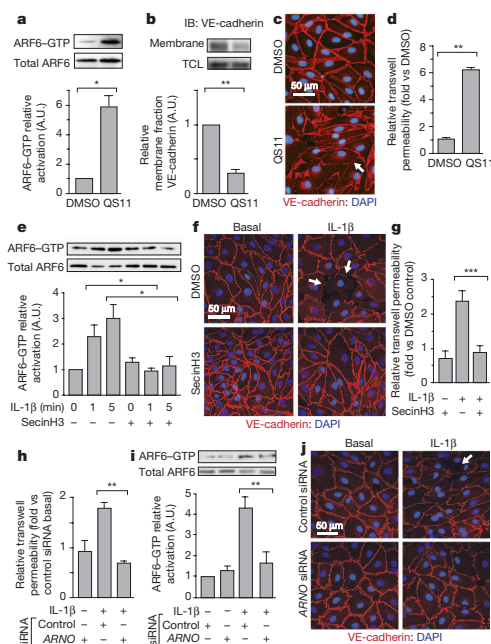 a
ARF6–GTP
Total ARF6
*
ARF6–GTP relative
activation (A.U.)
6
4
2
0
DMSO QS11
b
IB: VE-cadherin
Membrane
TCL
**
Relative
membrane fraction
VE-cadherin (A.U.)
1
0
DMSO QS11
c
DMSO
50 μm
QS11
VE-cadherin: DAPI
d
**
Relative transwell
permeability (fold vs DMSO)
6
4
2
0
DMSO
QS11
e
ARF6–GTP
Total ARF6
*
*
ARF6–GTP relative
activation (A.U.)
4
3
2
1
0
IL-1β (min) 0 1 5 0 1 5
SecinH3 – – – + + +
f
Basal IL-1β
DMSO
50 μm
SecinH3
VE-cadherin: DAPI
g
***
Relative transwell permeability
(fold vs DMSO control)
3
2
1
0
IL-1β – + +
SecinH3 – – +
h
**
Relative transwell
permeability (fold vs
control siRNA basal)
2
1
0
IL-1β – + +
siRNA
Control – + –
ARNO + – +
i
ARF6–GTP
Total ARF6
**
ARF6–GTP relative
activation (A.U.)
5
4
3
2
1
0
IL-1β – – + +
siRNA
Control + – + –
ARNO – + – +
j
Basal IL-1β
Control siRNA
50 μm
ARNO siRNA
VE-cadherin: DAPI